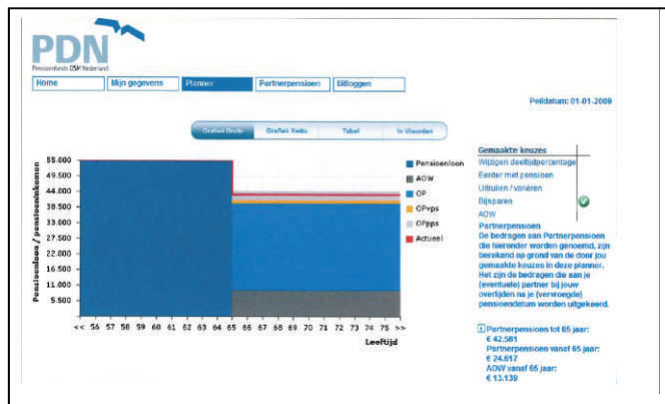 PDN
Pensioenfonds DSM Nederland
Home
Mijn gegevens
Planner
Partnerpensioen
Uitloggen
Peildatum: 01-01-2009
Grafiek Bruto
Grafiek Netto
Tabel
In Woorden
Pensioenloon / pensioeninkomen
55.000
49.500
44.000
38.500
33.000
27.500
22.000
16.500
11.000
5.500
<< 56 57 58 59 60 61 62 63 64 65 66 67 68 69 70 71 72 73 74 75 >>
Leeftijd
Pensioenloon
AOW
OP
OPvps
OPpps
Actueel
Gemaakte keuzes
Wijzigen deeltijdpercentage
Eerder met pensioen
Uitruilen / variëren
Bijsparen
AOW
Partnerpensioen
De bedragen aan Partnerpensioen
die hieronder worden genoemd, zijn
berekend op grond van de door jou
gemaakte keuzes in deze planner.
Het zijn de bedragen die aan je
(eventuele) partner bij jouw
overlijden na je (vervroegde)
pensioendatum worden uitgekeerd.
Partnerpensioen tot 65 jaar:
€ 42.581
Partnerpensioen vanaf 65 jaar:
€ 24.617
AOW vanaf 65 jaar:
€ 13.139